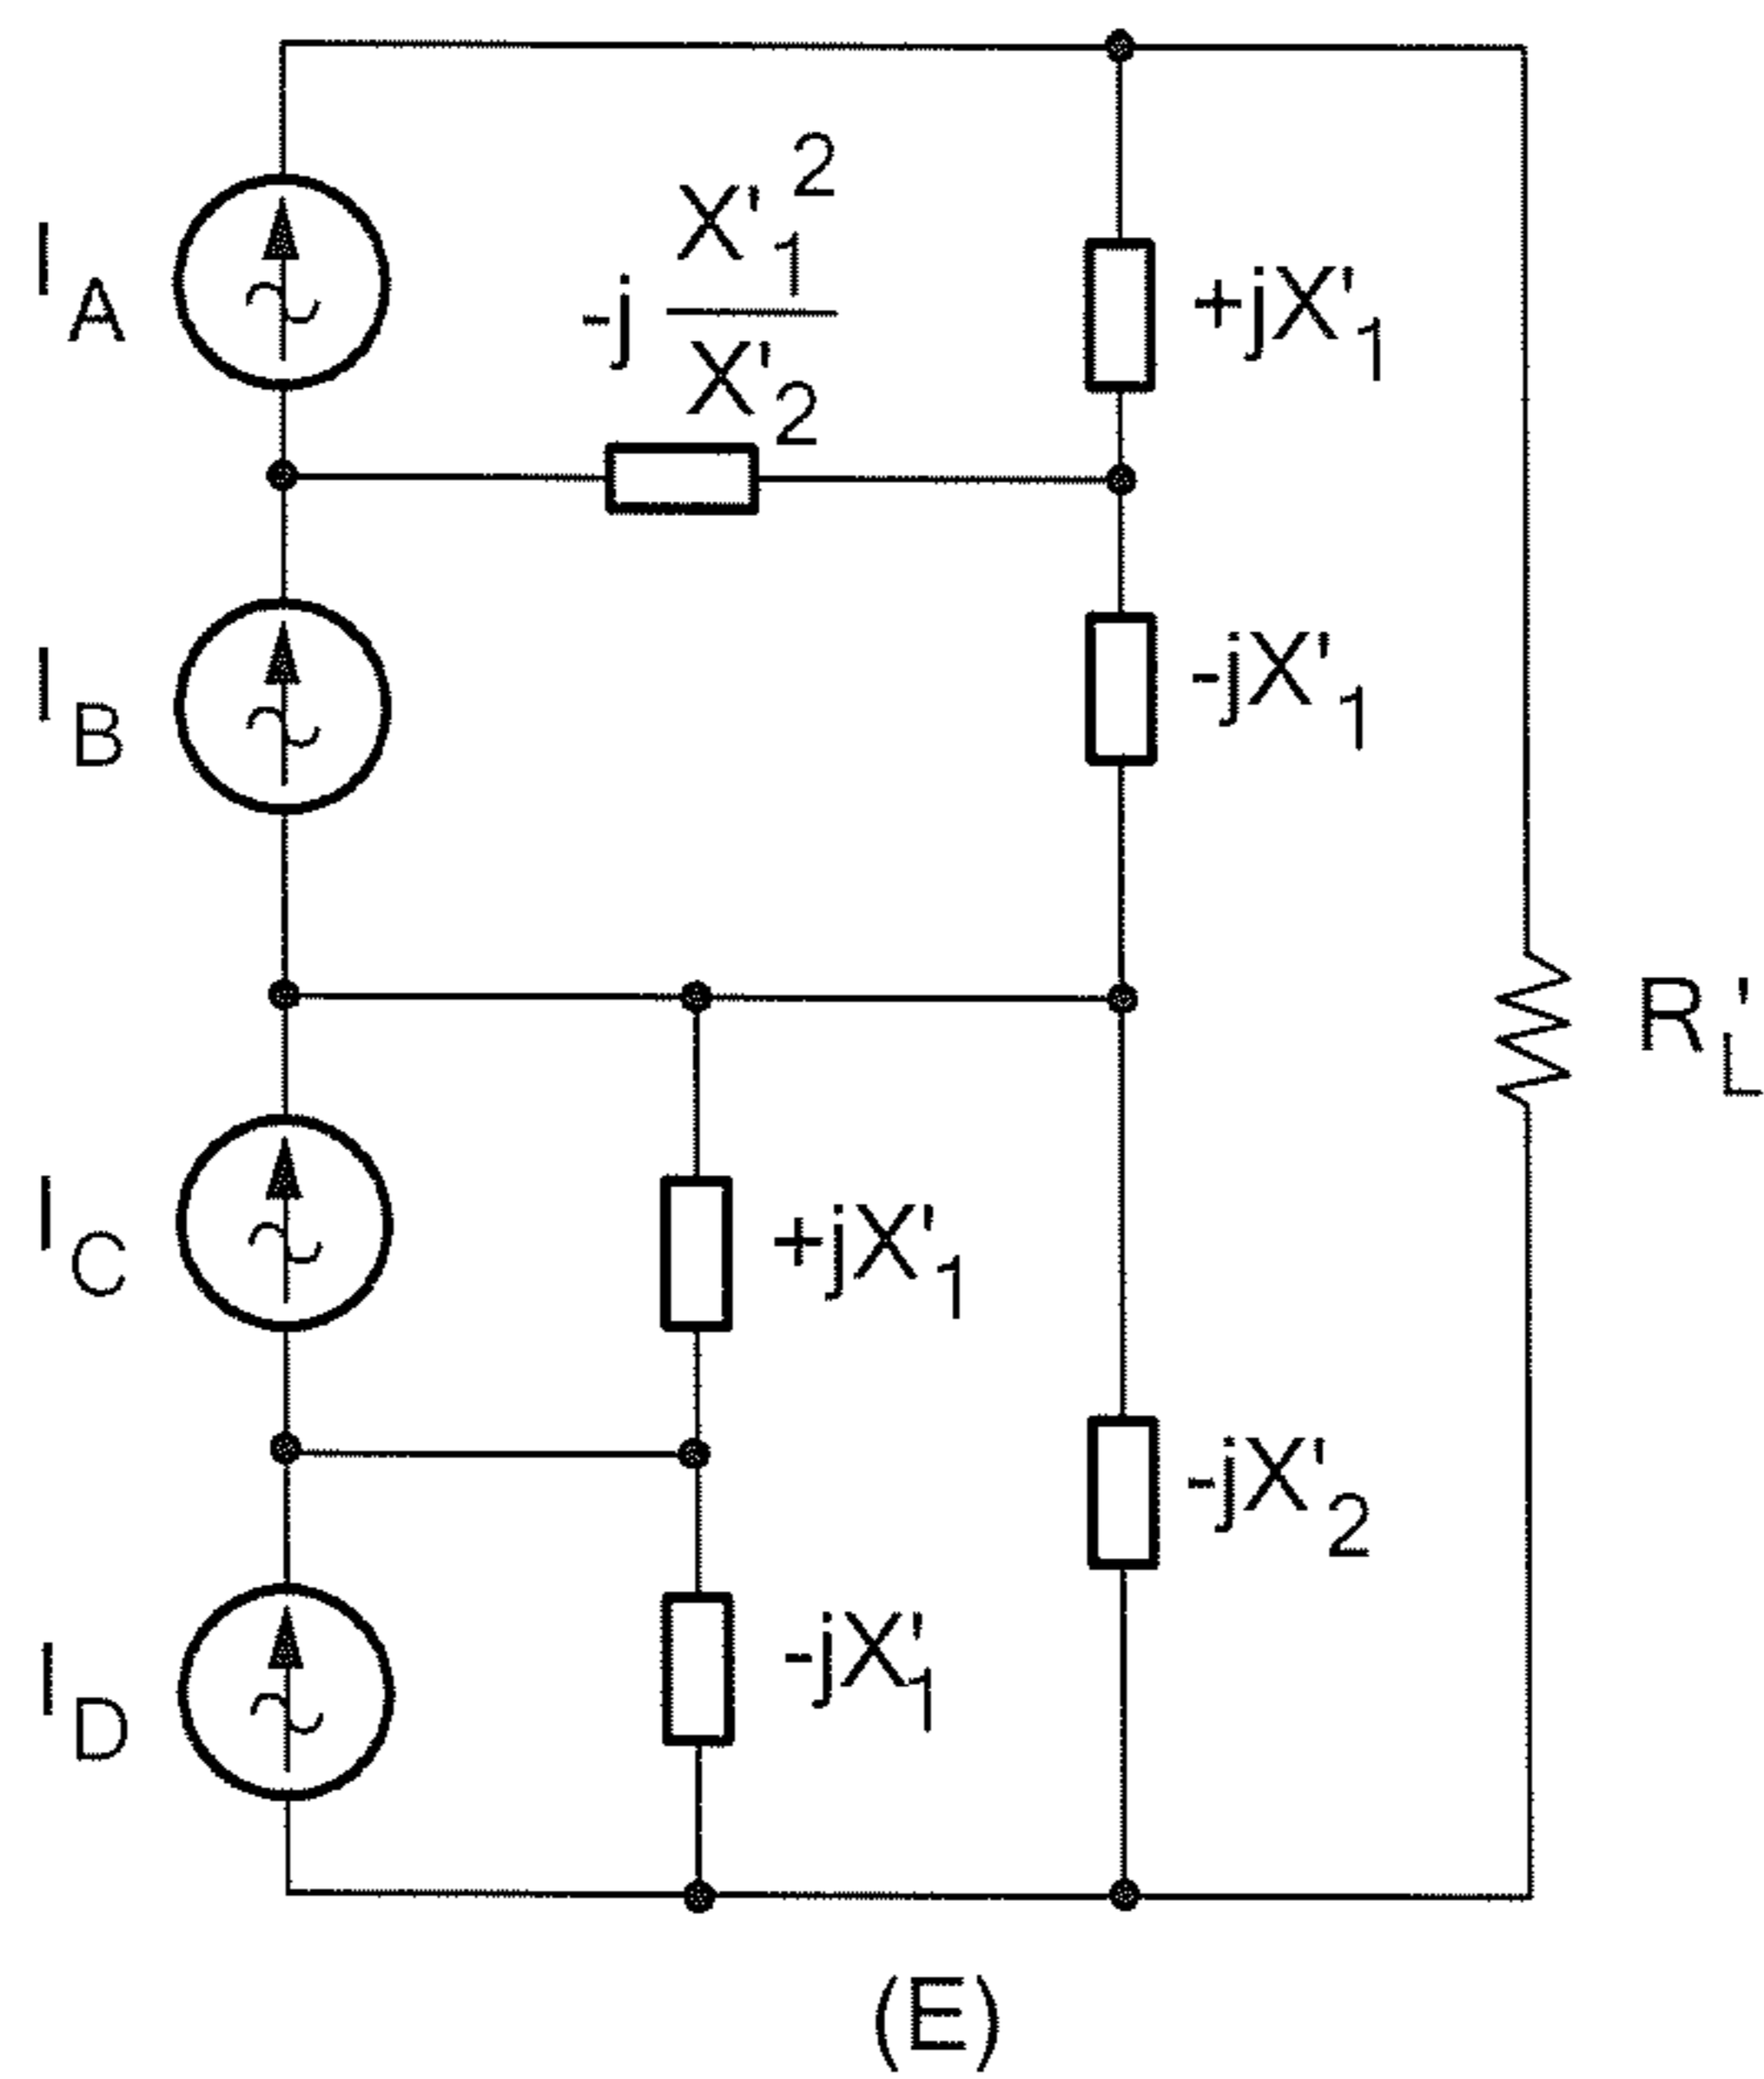 I_A
-j X'_1^2 / X'_2
+jX'_1
I_B
-jX'_1
R'_L
I_C
+jX'_1
-jX'_2
I_D
-jX'_1
(E)